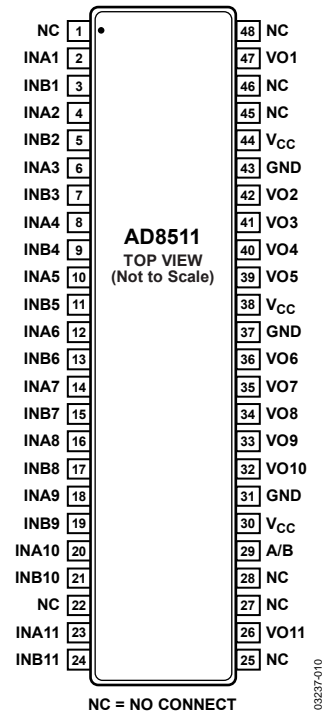 NC 1 48 NC
INA1 2 47 VO1
INB1 3 46 NC
INA2 4 45 NC
INB2 5 44 VCC
INA3 6 43 GND
INB3 7 42 VO2
INA4 8 41 VO3
INB4 9 40 VO4
INA5 10 39 VO5
INB5 11 38 VCC
INA6 12 37 GND
INB6 13 36 VO6
INA7 14 35 VO7
INB7 15 34 VO8
INA8 16 33 VO9
INB8 17 32 VO10
INA9 18 31 GND
INB9 19 30 VCC
INA10 20 29 A/B
INB10 21 28 NC
NC 22 27 NC
INA11 23 26 VO11
INB11 24 25 NC
AD8511
TOP VIEW
(Not to Scale)
NC = NO CONNECT
03237-010